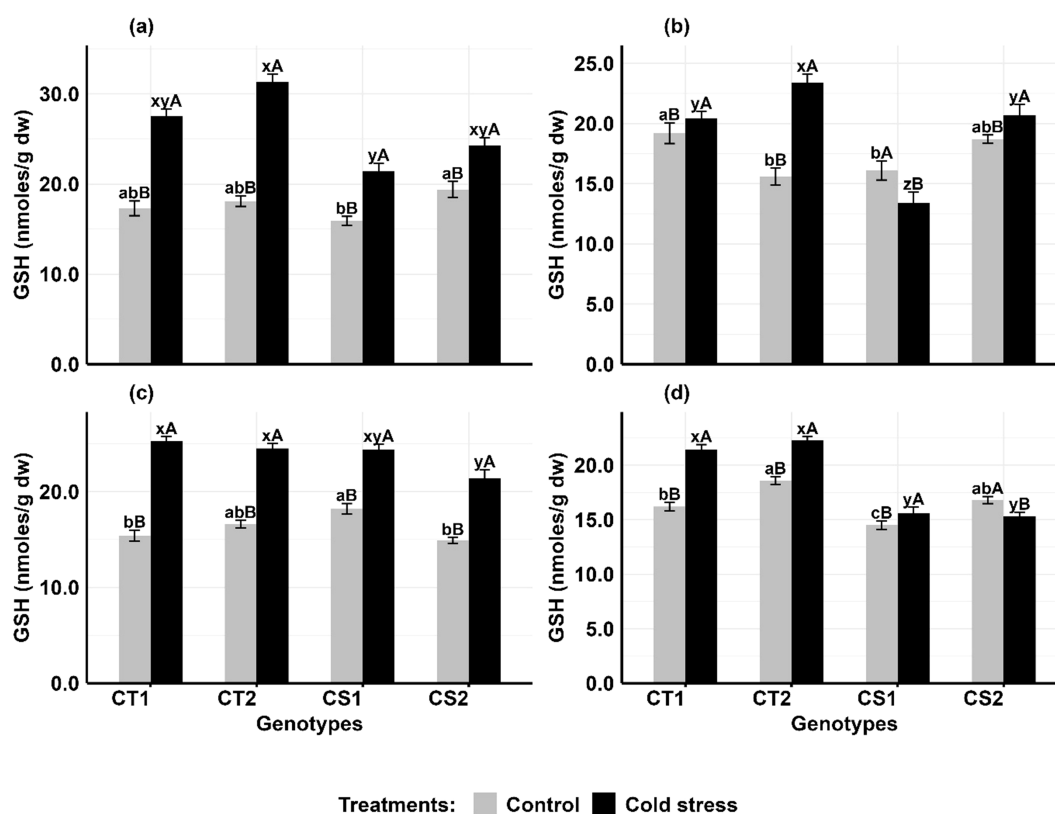 (a)
GSH (nmoles/g dw)
30.0
20.0
10.0
0.0
abB
xyA
abB
xA
bB
yA
aB
xyA
(b)
GSH (nmoles/g dw)
25.0
20.0
15.0
10.0
5.0
0.0
aB
yA
bB
xA
bA
zB
abB
yA
(c)
GSH (nmoles/g dw)
20.0
10.0
0.0
bB
xA
abB
xA
aB
xyA
bB
yA
CT1 CT2 CS1 CS2
Genotypes
(d)
GSH (nmoles/g dw)
20.0
15.0
10.0
5.0
0.0
bB
xA
aB
xA
cB
yA
abA
yB
CT1 CT2 CS1 CS2
Genotypes
Treatments: Control Cold stress